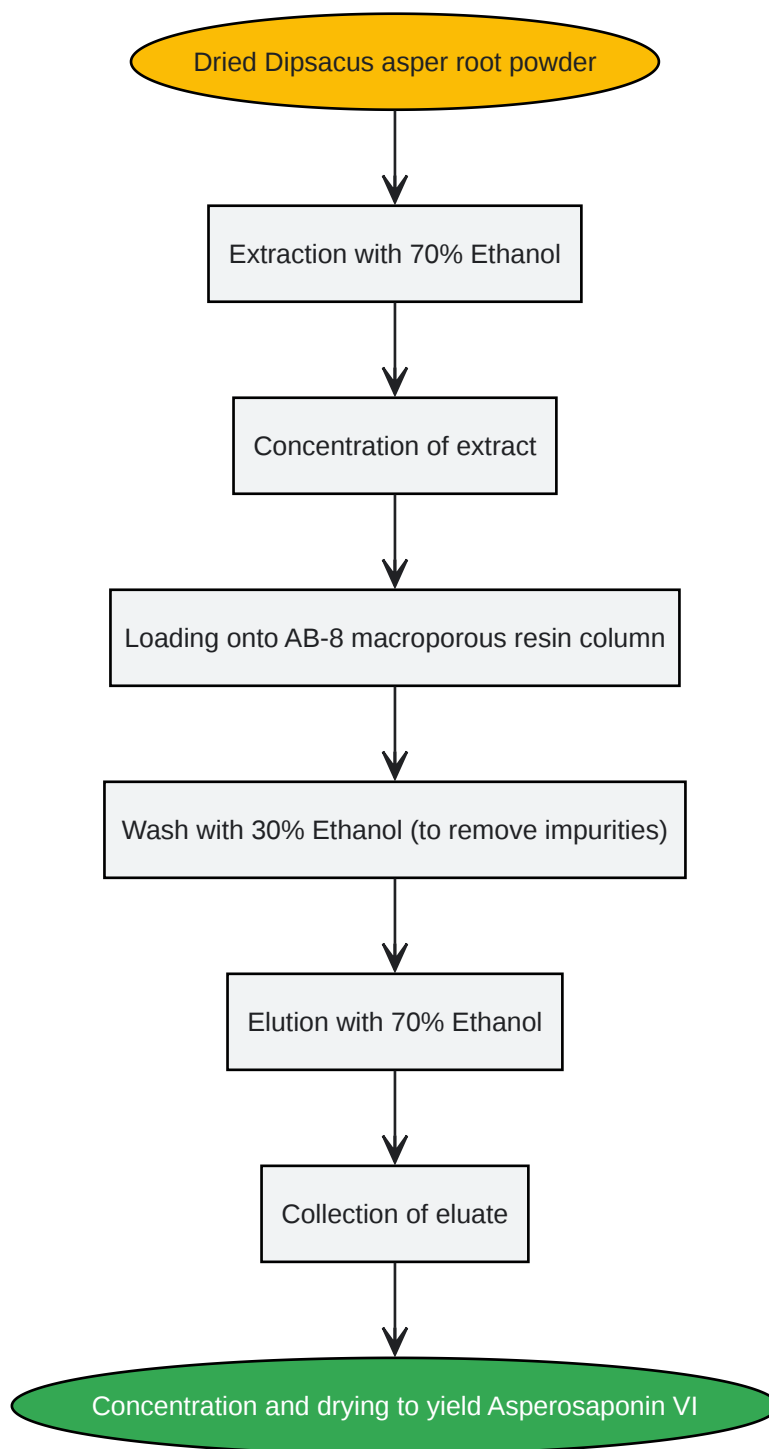 Dried Dipsacus asper root powder
Extraction with 70% Ethanol
Concentration of extract
Loading onto AB-8 macroporous resin column
Wash with 30% Ethanol (to remove impurities)
Elution with 70% Ethanol
Collection of eluate
Concentration and drying to yield Asperosaponin VI